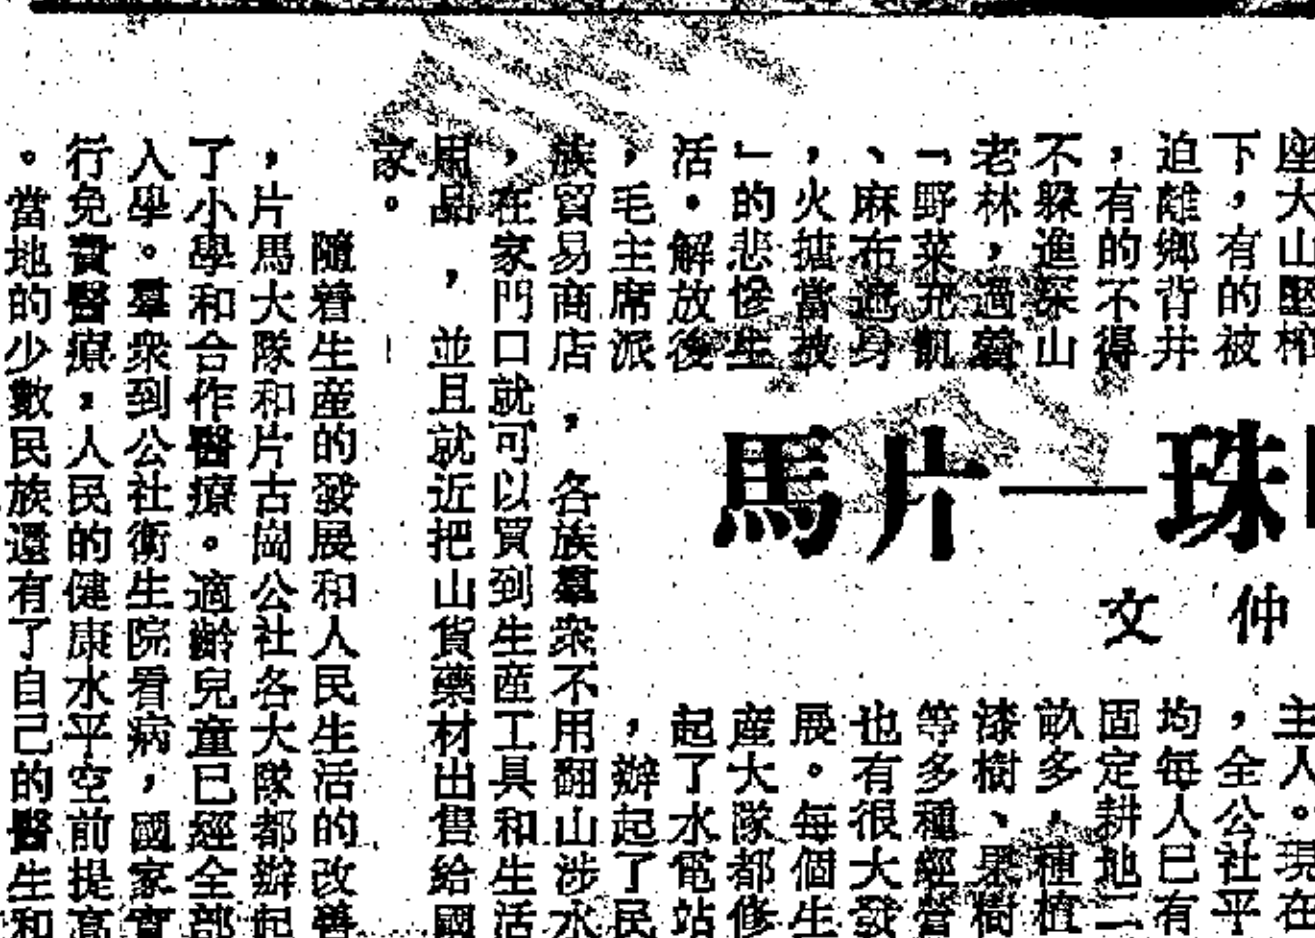 珠—片馬
仲文
座大山壓榨
下，有的被
迫離鄉背井
，有的不得
不躲進深山
老林，過着
「野菜充飢
、麻布遮身
，火塘當被
」的悲慘生
活。解放後
，毛主席派
主人。現在
，全公社平
均每人已有
固定耕地二
畝多，種植
漆樹、果樹
等多種經營
也有很大發
展。每個生
產大隊都修
起了水電站
，辦起了民
族貿易商店，各族羣衆不用翻山涉水
，在家門口就可以買到生產工具和生活
用品，並且就近把山貨藥材出售給國
家。
隨着生產的發展和人民生活的改善
，片馬大隊和片古崗公社各大隊都辦起
了小學和合作醫療。適齡兒童已經全部
入學。羣衆到公社衛生院看病，國家實
行免費醫療，人民的健康水平空前提高
。當地的少數民族還有了自己的醫生和